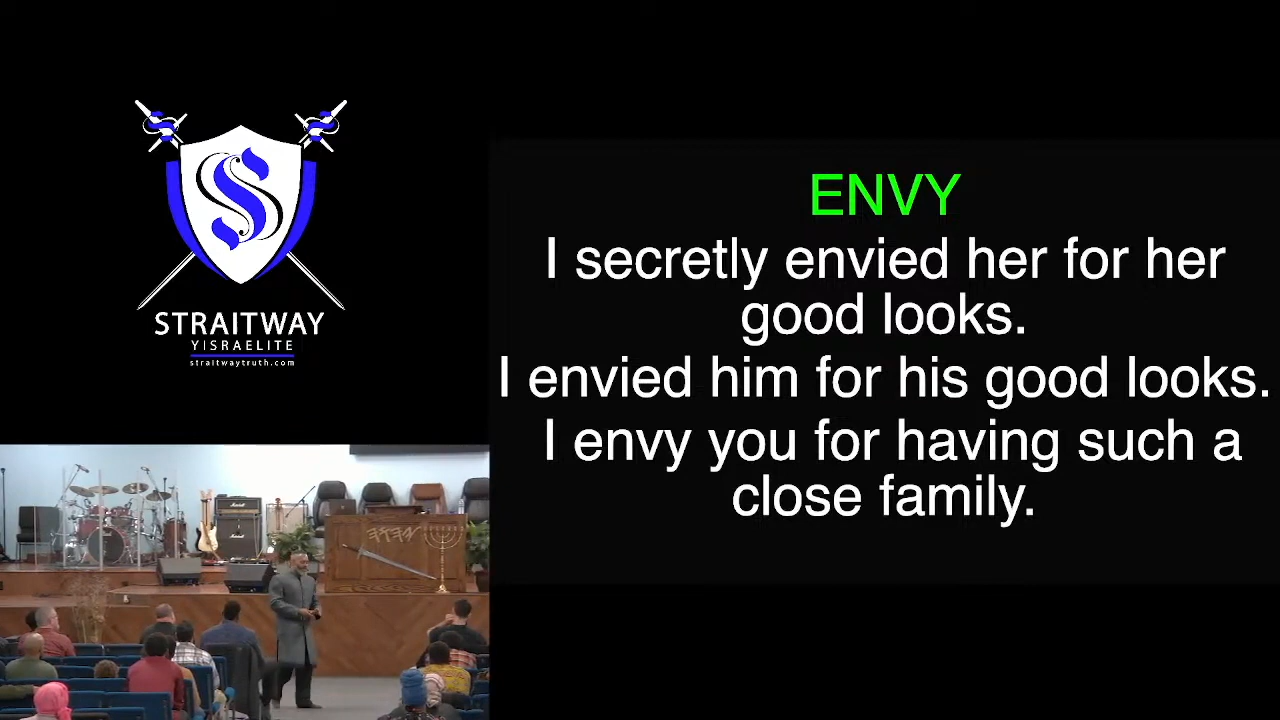 S
STRAITWAY
YISRAELITE
straitwaytruth.com
ENVY
I secretly envied her for her
good looks.
I envied him for his good looks.
I envy you for having such a
close family.
Marshall